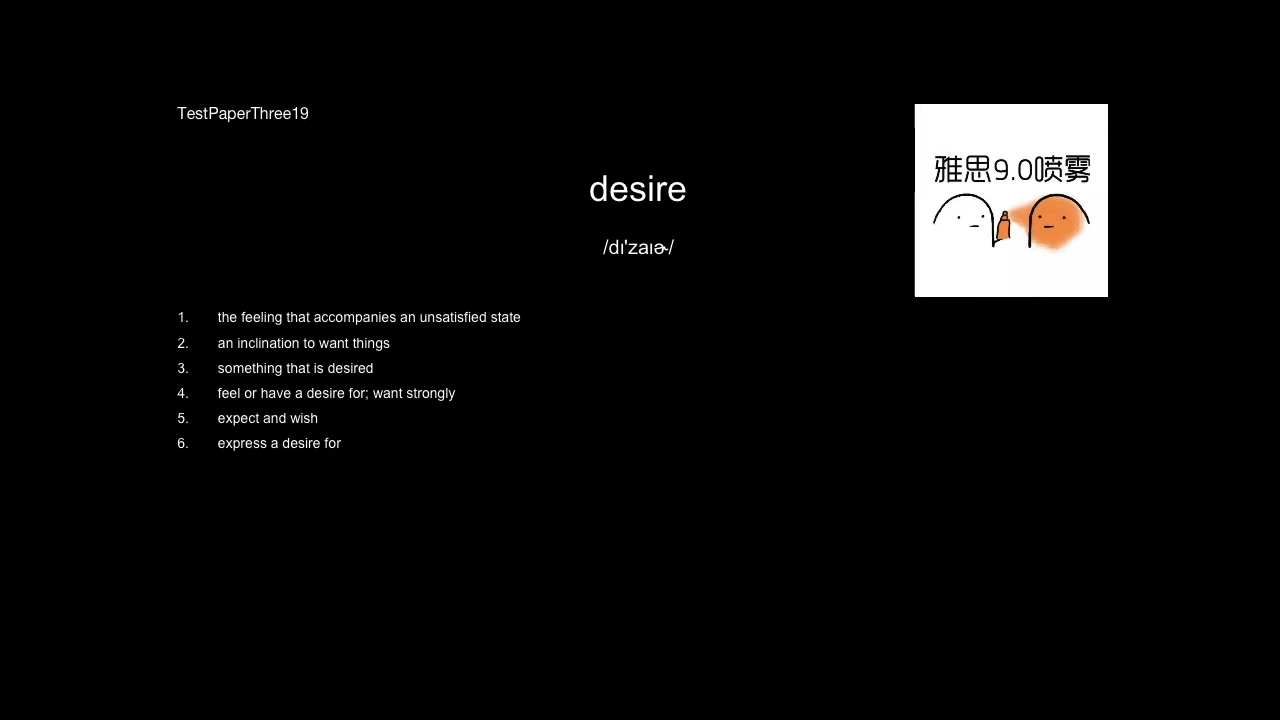 TestPaperThree19
雅思9.0喷雾
desire
/dɪ'zaɪɚ/
1. the feeling that accompanies an unsatisfied state
2. an inclination to want things
3. something that is desired
4. feel or have a desire for; want strongly
5. expect and wish
6. express a desire for